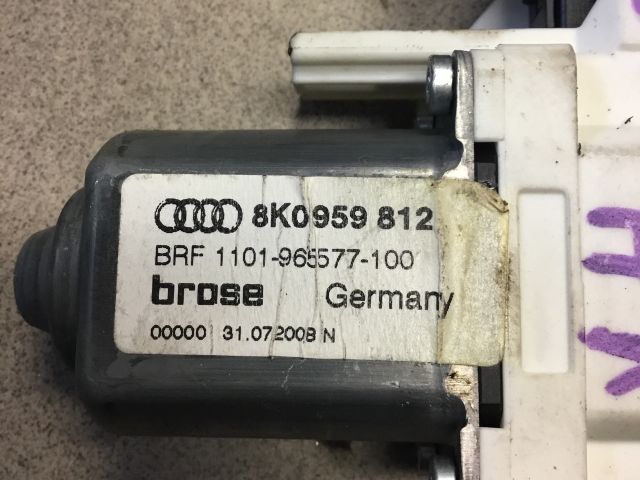 8K0959 812
BRF 1101-965577-100
brose Germany
00000 31.07.2008 N